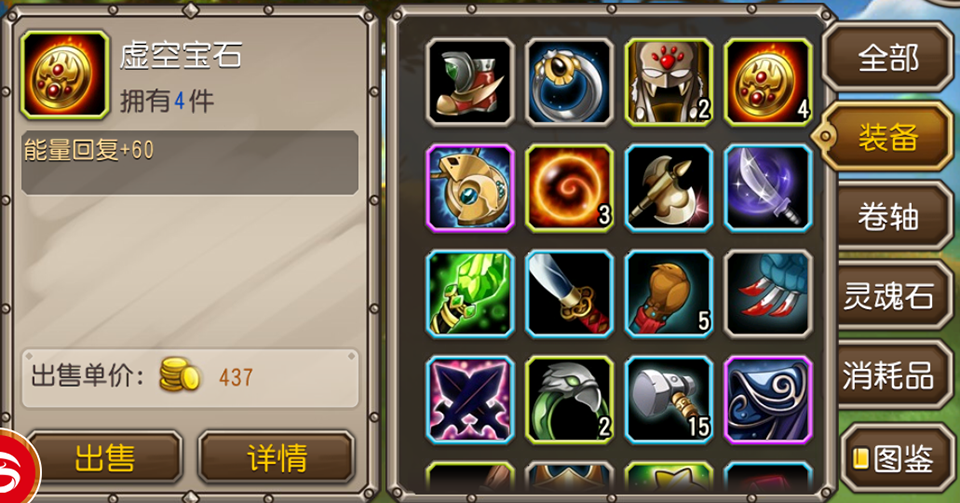 虚空宝石
拥有4件
能量回复+60
出售单价：
437
出售
详情
2
4
3
5
2
15
全部
装备
卷轴
灵魂石
消耗品
图鉴